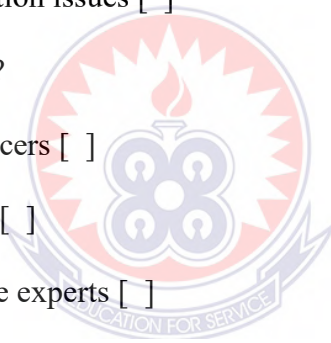 tion issues [ ]
?
cers [ ]
[ ]
e experts [ ]
EDUCATION FOR SERVICE